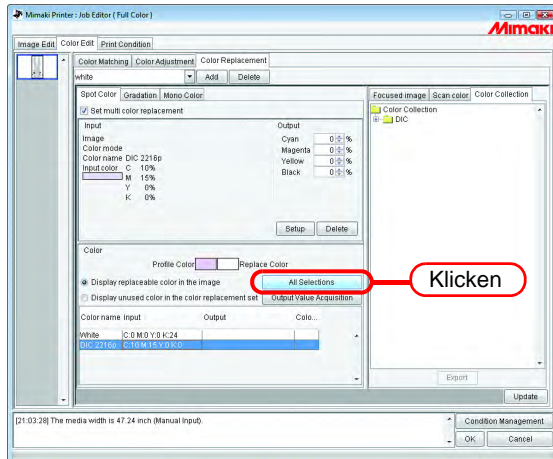 Mimaki Printer : Job Editor ( Full Color )
Mimaki
Image Edit Color Edit Print Condition
Color Matching Color Adjustment Color Replacement
white Add Delete
Spot Color Gradation Mono Color
Focused image Scan color Color Collection
Set multi color replacement
Color Collection
DIC
Input
Output
Image
Color mode
Color name DIC 2216p
Input color C 10%
M 15%
Y 0%
K 0%
Cyan 0 %
Magenta 0 %
Yellow 0 %
Black 0 %
Setup Delete
Color
Profile Color Replace Color
Display replaceable color in the image
All Selections
Klicken
Display unused color in the color replacement set
Output Value Acquisition
Color name Input Output Colo...
White C:0 M:0 Y:0 K:24
DIC 2216p C:10 M:15 Y:0 K:0
Export
Update
[21:03:28] The media width is 47.24 inch (Manual Input).
Condition Management
OK Cancel